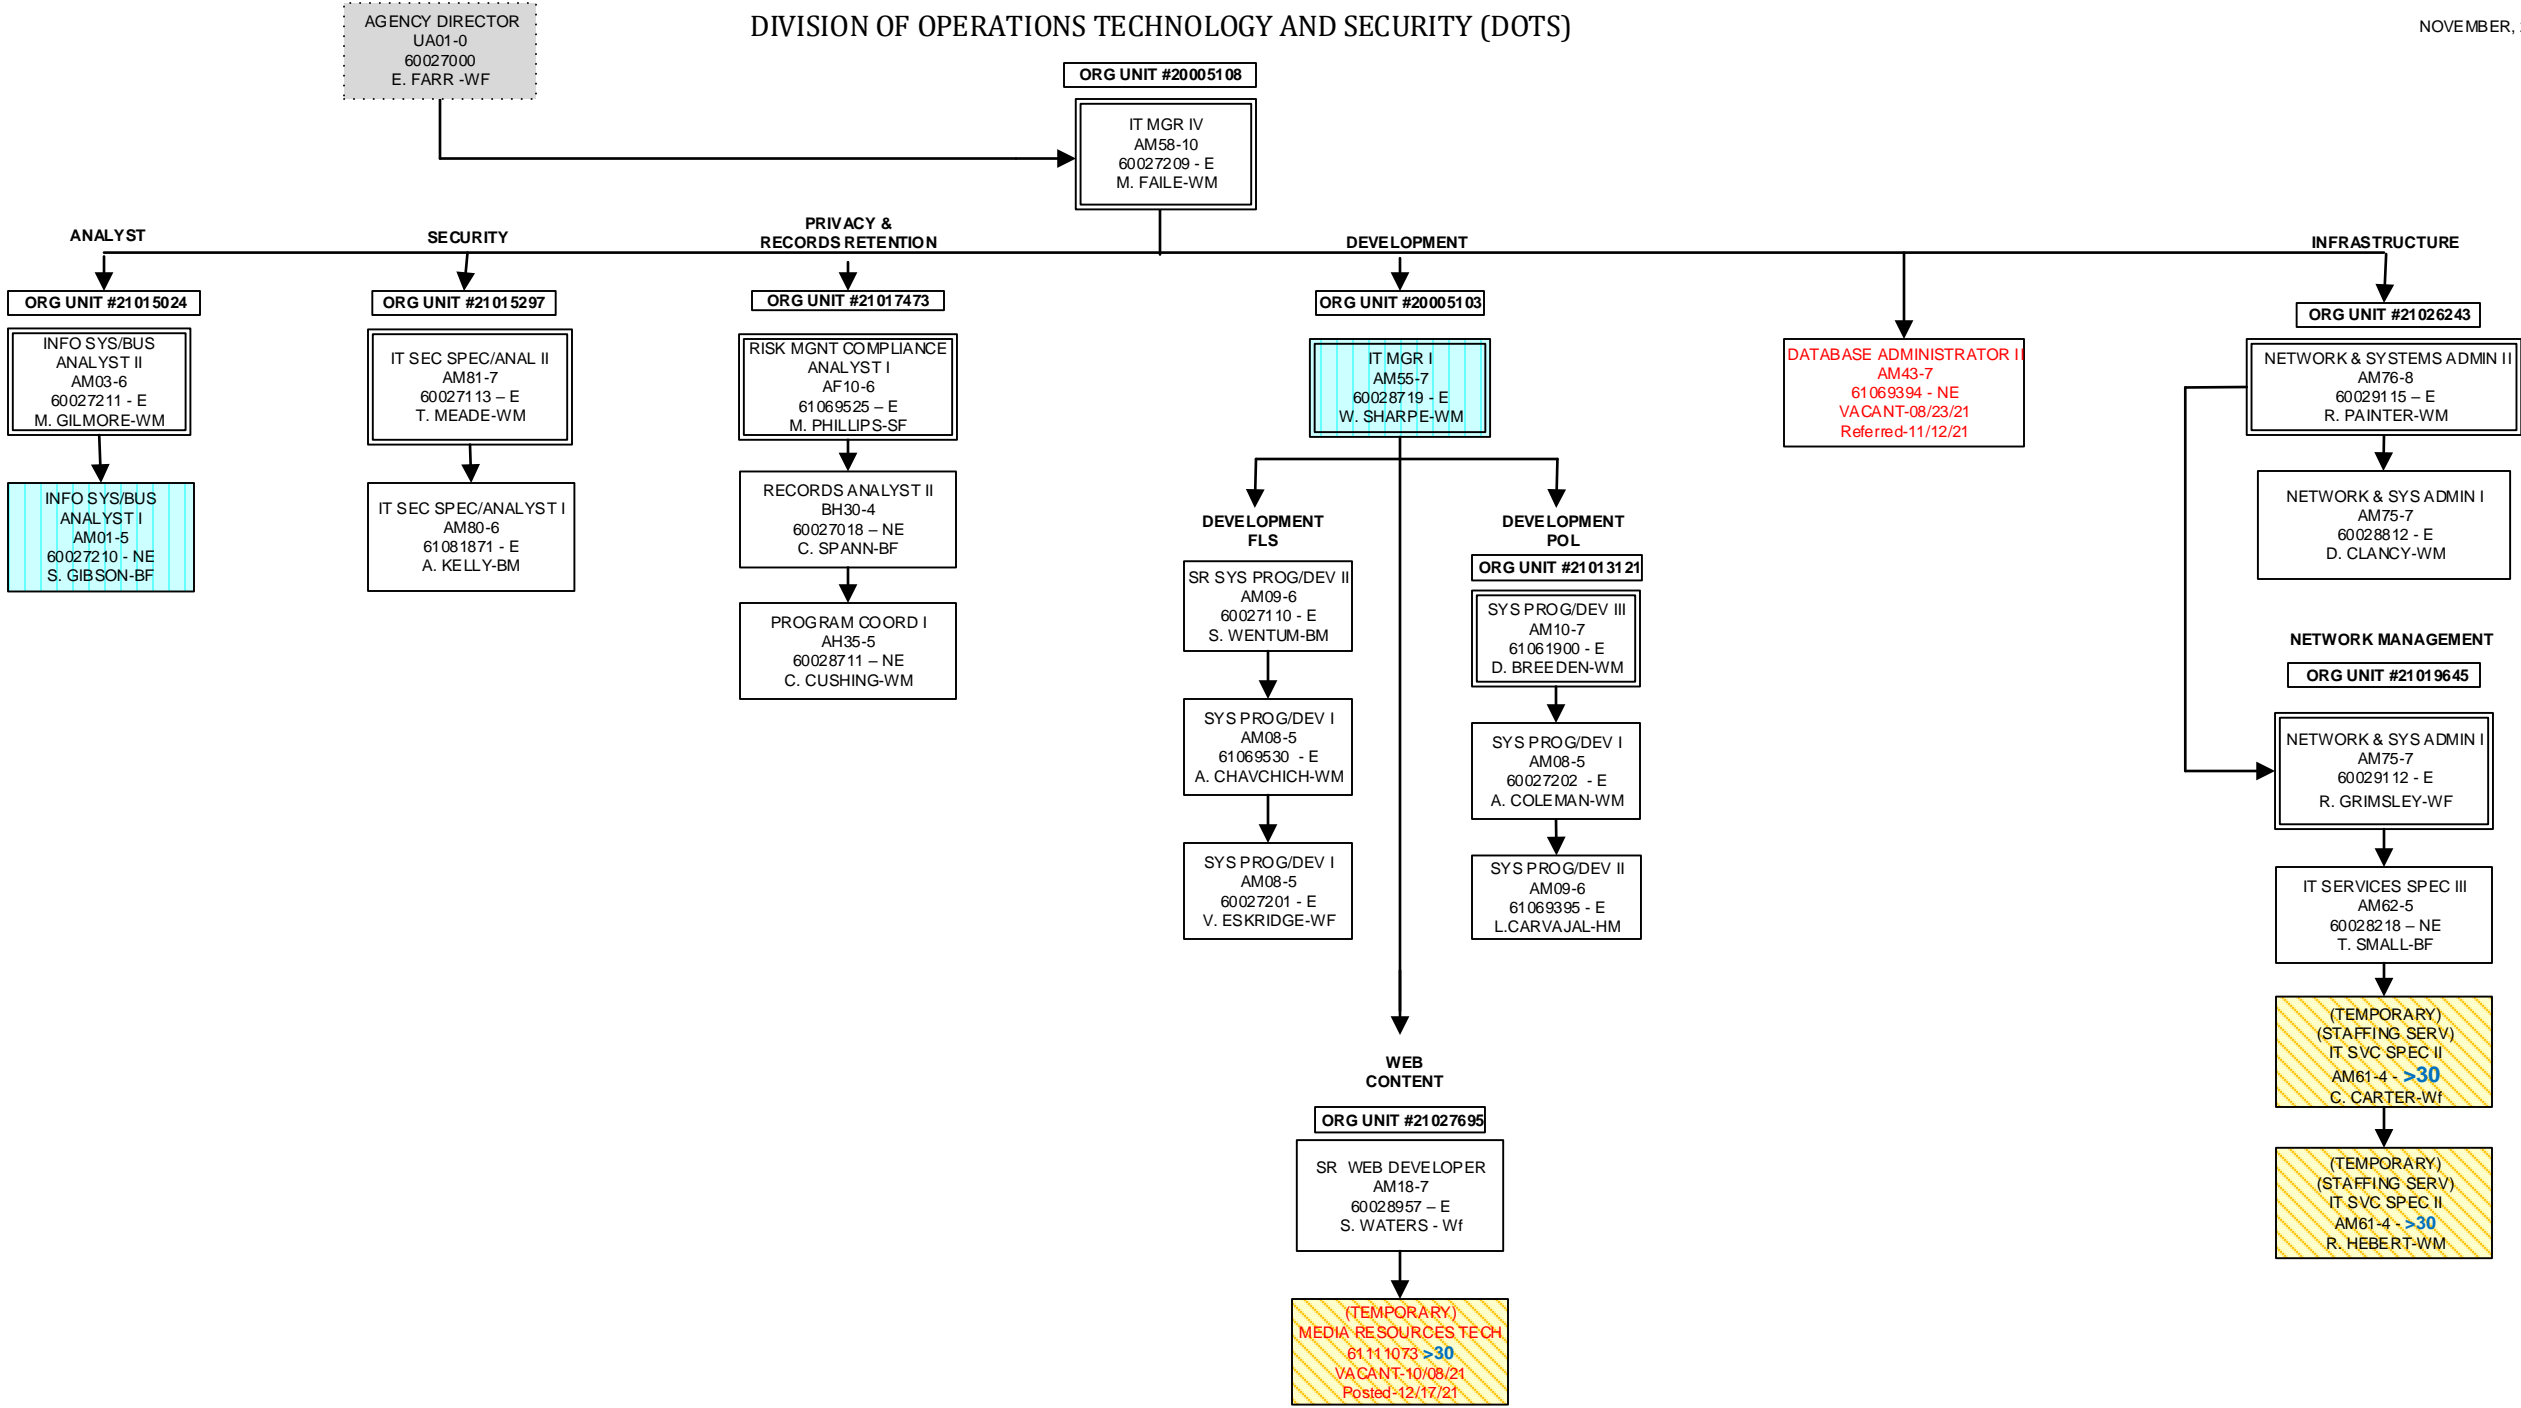 AGENCY DIRECTOR
UA01-0
60027000
E. FARR -WF
DIVISION OF OPERATIONS TECHNOLOGY AND SECURITY (DOTS)
NOVEMBER,
ORG UNIT #20005108
IT MGR IV
AM58-10
60027209 - E
M. FAILE-WM
ANALYST
ORG UNIT #21015024
INFO SYS/BUS
ANALYST II
AM03-6
60027211 - E
M. GILMORE-WM
INFO SYS/BUS
ANALYST I
AM01-5
60027210 - NE
S. GIBSON-BF
SECURITY
ORG UNIT #21015297
IT SEC SPEC/ANAL II
AM81-7
60027113 – E
T. MEADE-WM
IT SEC SPEC/ANALYST I
AM80-6
61081871 - E
A. KELLY-BM
PRIVACY &
RECORDS RETENTION
ORG UNIT #21017473
RISK MGNT COMPLIANCE
ANALYST I
AF10-6
61069525 – E
M. PHILLIPS-SF
RECORDS ANALYST II
BH30-4
60027018 – NE
C. SPANN-BF
PROGRAM COORD I
AH35-5
60028711 – NE
C. CUSHING-WM
DEVELOPMENT
ORG UNIT #20005103
IT MGR I
AM55-7
60028719 - E
W. SHARPE-WM
DEVELOPMENT
FLS
SR SYS PROG/DEV II
AM09-6
60027110 - E
S. WENTUM-BM
SYS PROG/DEV I
AM08-5
61069530 - E
A. CHAVCHICH-WM
SYS PROG/DEV I
AM08-5
60027201 - E
V. ESKRIDGE-WF
DEVELOPMENT
POL
ORG UNIT #21013121
SYS PROG/DEV III
AM10-7
61061900 - E
D. BREEDEN-WM
SYS PROG/DEV I
AM08-5
60027202 - E
A. COLEMAN-WM
SYS PROG/DEV II
AM09-6
61069395 - E
L.CARVAJAL-HM
WEB
CONTENT
ORG UNIT #21027695
SR WEB DEVELOPER
AM18-7
60028957 – E
S. WATERS - Wf
(TEMPORARY)
MEDIA RESOURCES TECH
61111073 >30
VACANT-10/08/21
Posted-12/17/21
DATABASE ADMINISTRATOR II
AM43-7
61069394 - NE
VACANT-08/23/21
Referred-11/12/21
INFRASTRUCTURE
ORG UNIT #21026243
NETWORK & SYSTEMS ADMIN II
AM76-8
60029115 – E
R. PAINTER-WM
NETWORK & SYS ADMIN I
AM75-7
60028812 - E
D. CLANCY-WM
NETWORK MANAGEMENT
ORG UNIT #21019645
NETWORK & SYS ADMIN I
AM75-7
60029112 - E
R. GRIMSLEY-WF
IT SERVICES SPEC III
AM62-5
60028218 – NE
T. SMALL-BF
(TEMPORARY)
(STAFFING SERV)
IT SVC SPEC II
AM61-4 - >30
C. CARTER-Wf
(TEMPORARY)
(STAFFING SERV)
IT SVC SPEC II
AM61-4 - >30
R. HEBERT-WM